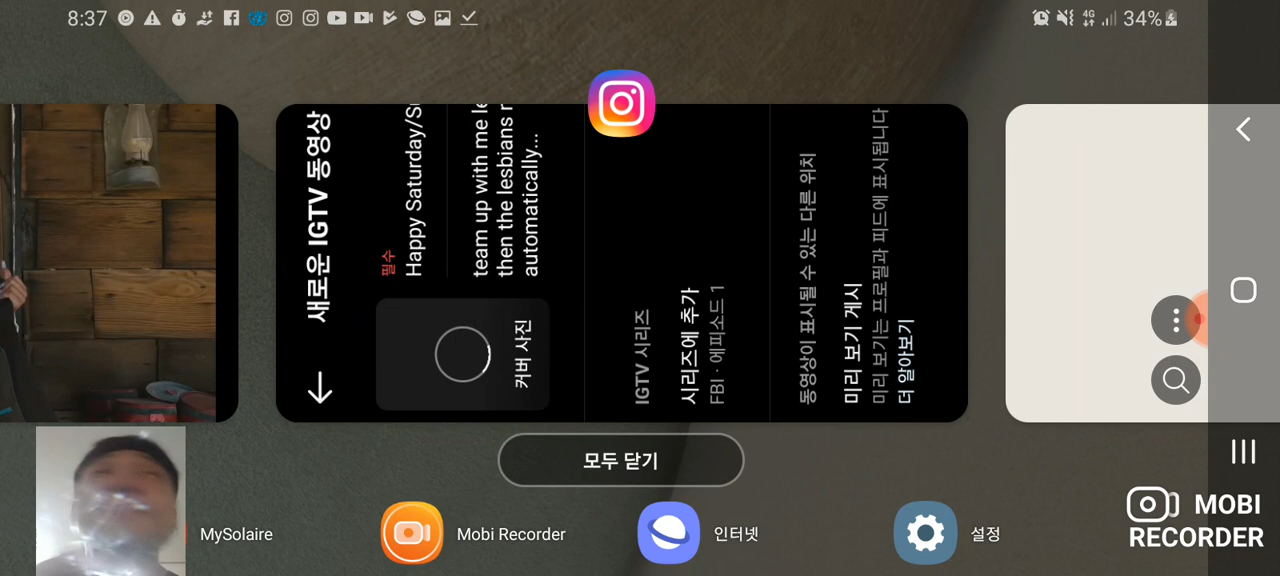 8:37
4G
34%
새로운 IGTV 동영상
필수
Happy Saturday/S
team up with me le
then the lesbians r
automatically...
커버 사진
IGTV 시리즈
시리즈에 추가
FBI · 에피소드 1
동영상이 표시될 수 있는 다른 위치
미리 보기 게시
미리 보기는 프로필과 피드에 표시됩니다
더 알아보기
모두 닫기
MySolaire
Mobi Recorder
인터넷
설정
MOBI
RECORDER